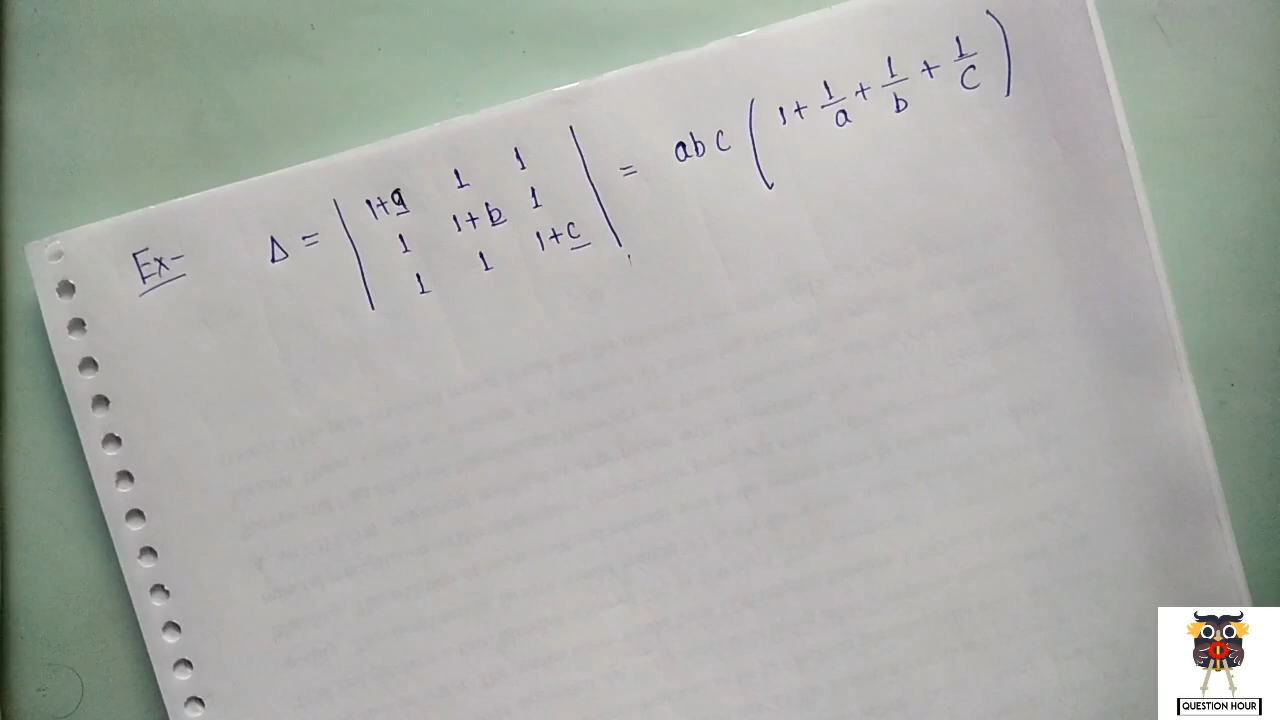 Ex- Δ = | 1+a 1 1 | = abc ( 1 + 1/a + 1/b + 1/c )
| 1 1+b 1 |
| 1 1 1+c |
QUESTION HOUR